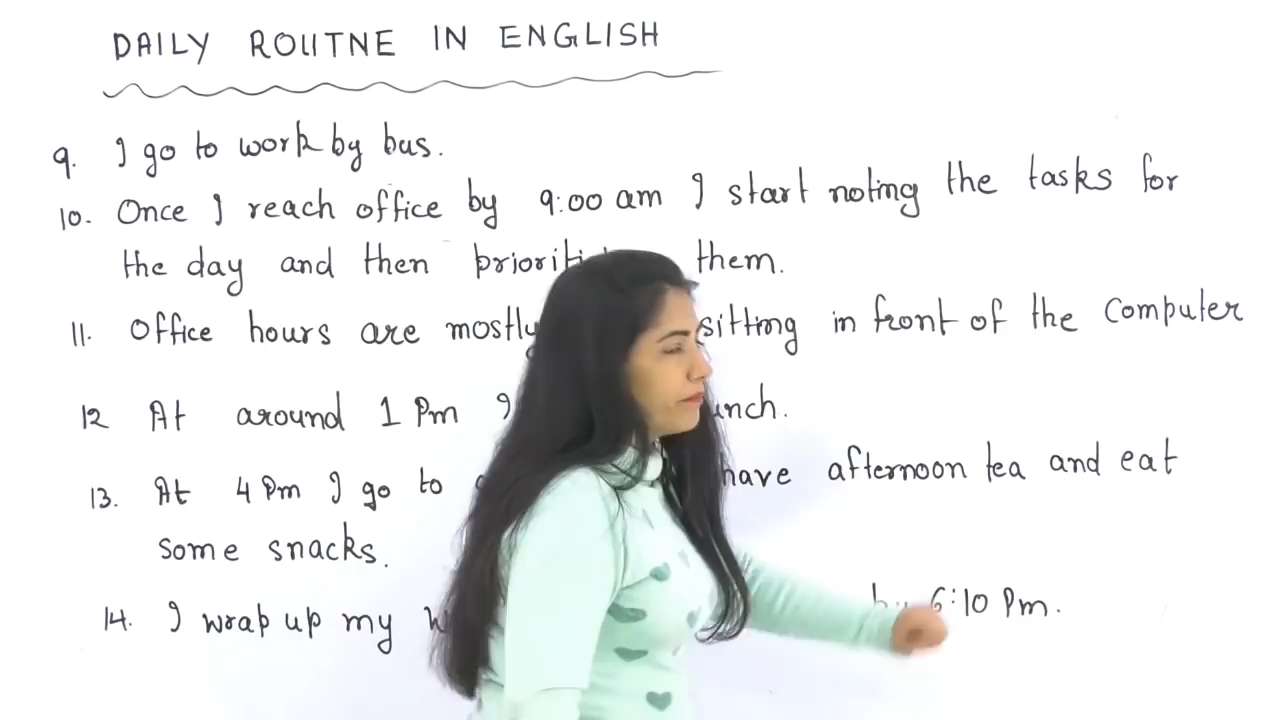 DAILY ROUTNE IN ENGLISH
9. I go to work by bus.
10. Once I reach office by 9:00 am I start noting the tasks for
the day and then them.
11. Office hours are mostly sitting in front of the computer
12 At around 1 Pm I
13. At 4 Pm I go to have afternoon tea and eat
some snacks.
14. I wrap up my by 6:10 Pm.